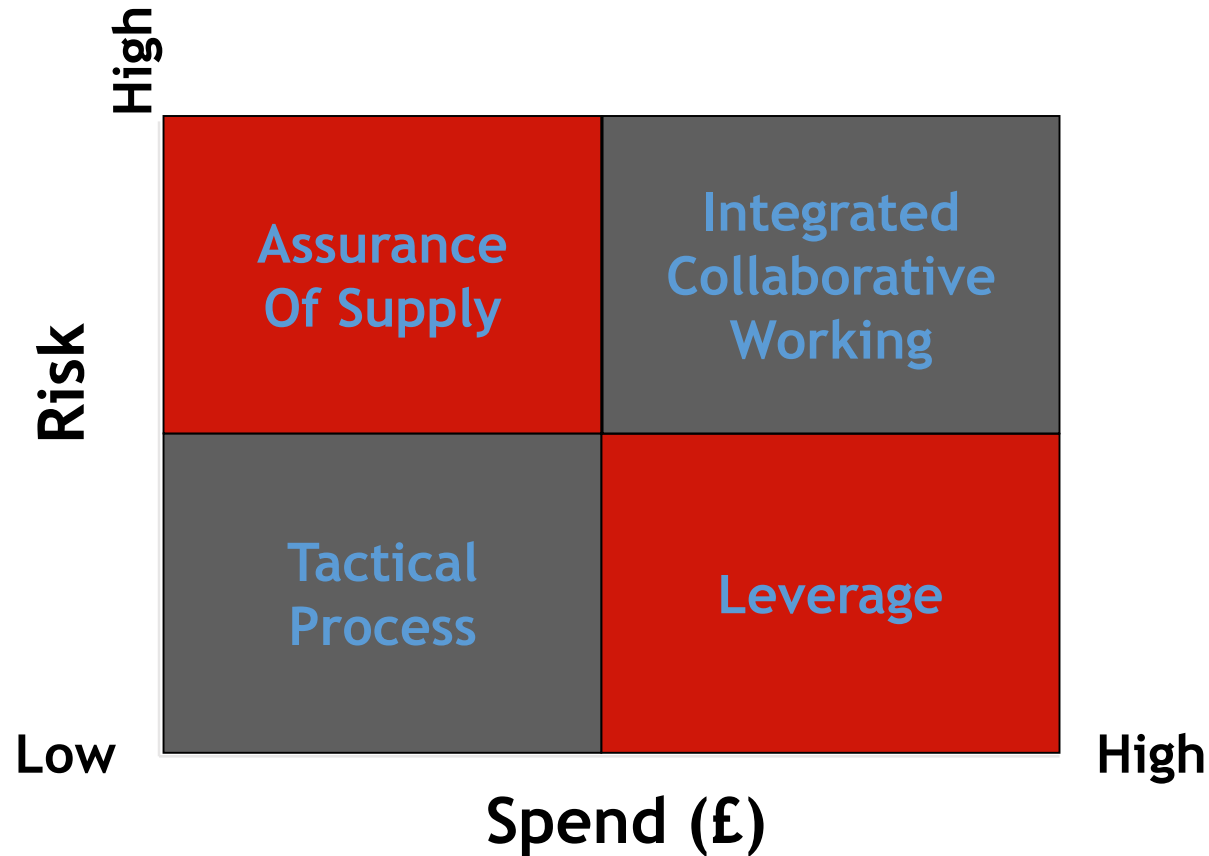 High
Assurance
Of Supply
Integrated
Collaborative
Working
Risk
Tactical
Process
Leverage
Low
High
Spend (£)